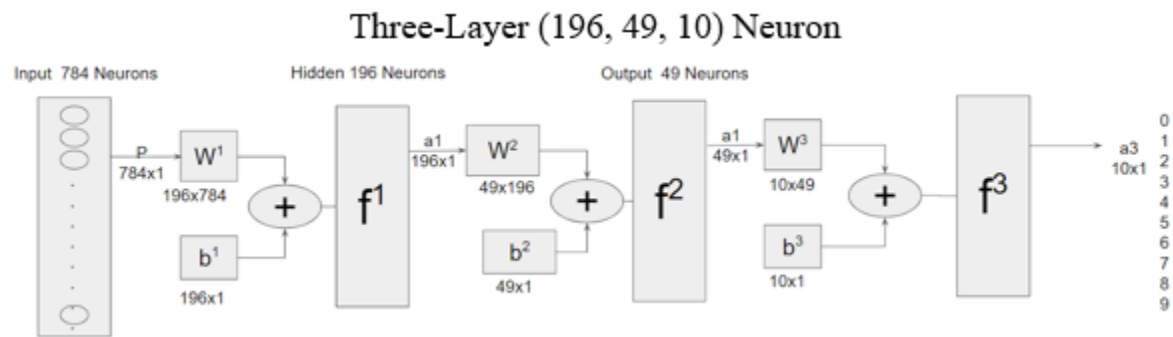 Three-Layer (196, 49, 10) Neuron
Input 784 Neurons
Hidden 196 Neurons
Output 49 Neurons
P
784x1
W¹
196x784
+
b¹
196x1
f¹
a1
196x1
W²
49x196
+
b²
49x1
f²
a1
49x1
W³
10x49
+
b³
10x1
f³
a3
10x1
0
1
2
3
4
5
6
7
8
9